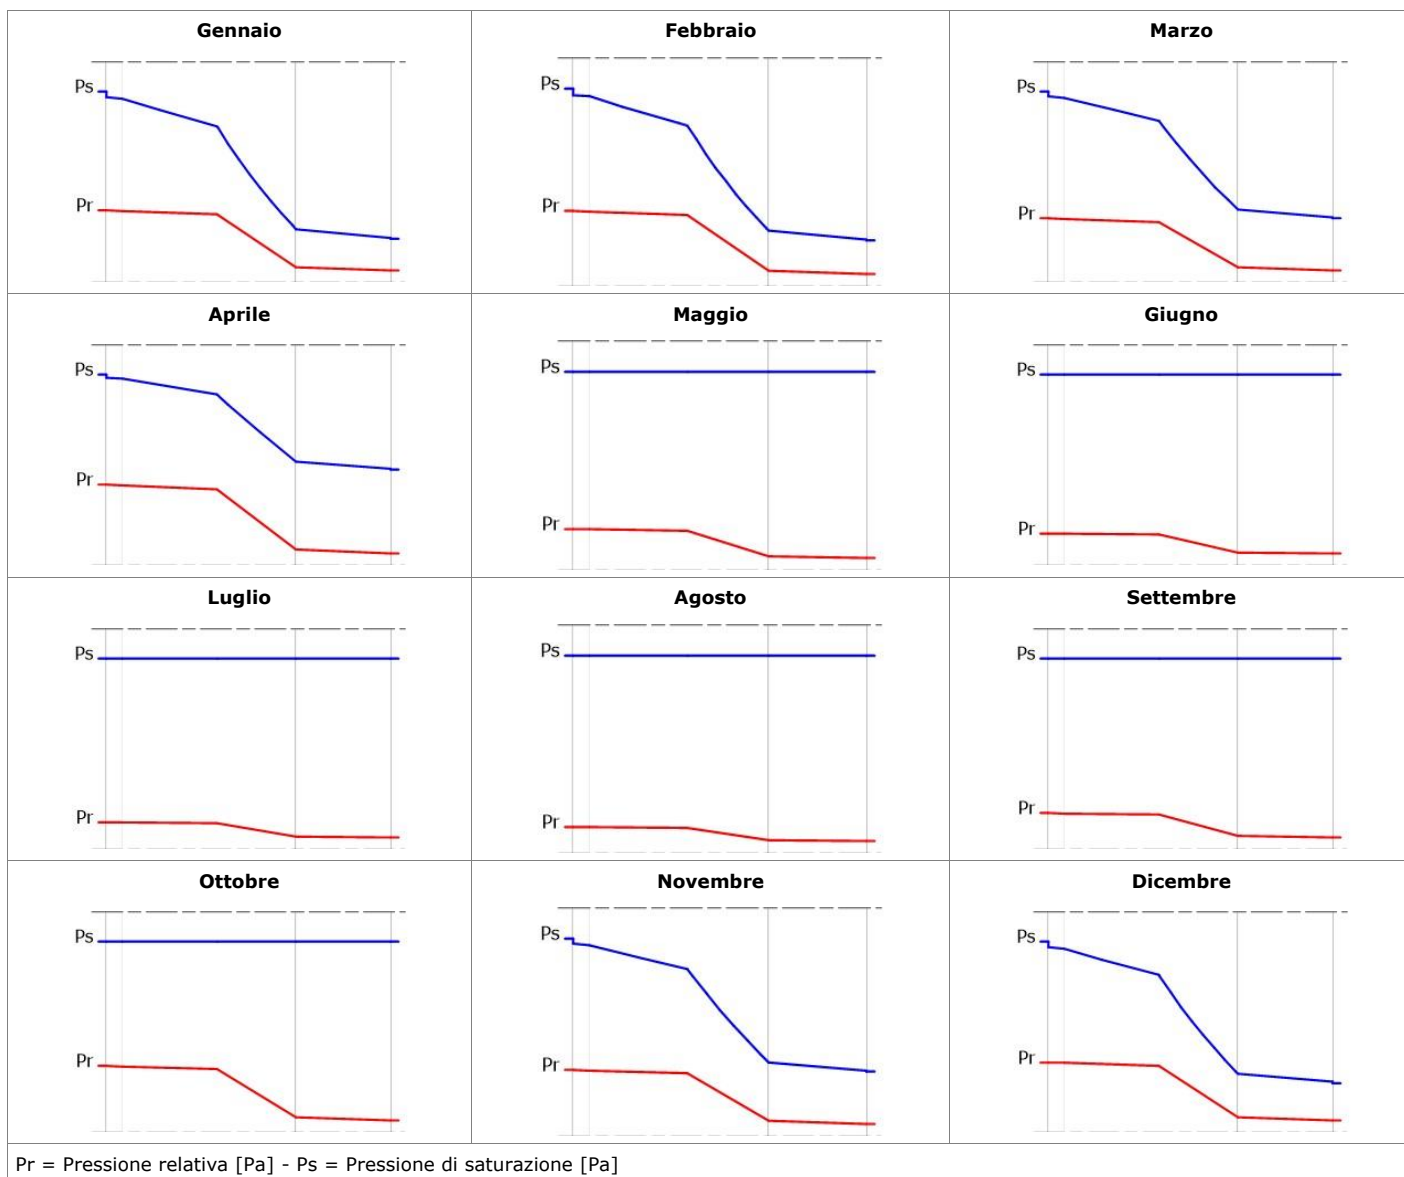 Gennaio
Febbraio
Marzo
Ps
Pr
Ps
Pr
Ps
Pr
Aprile
Maggio
Giugno
Ps
Pr
Ps
Pr
Ps
Pr
Luglio
Agosto
Settembre
Ps
Pr
Ps
Pr
Ps
Pr
Ottobre
Novembre
Dicembre
Ps
Pr
Ps
Pr
Ps
Pr
Pr = Pressione relativa [Pa] - Ps = Pressione di saturazione [Pa]